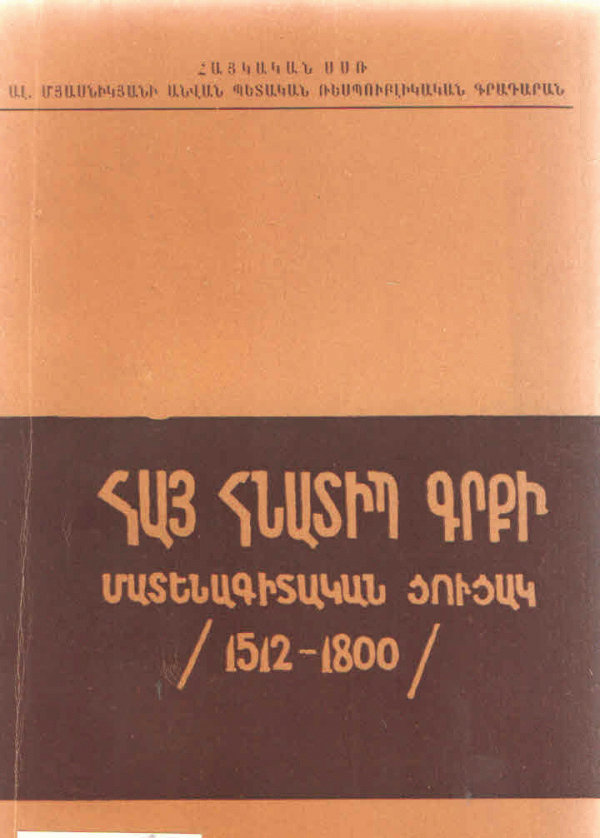 ՀԱՅԿԱԿԱՆ ՍՍՌ
ԱԼ. ՄՅԱՍՆԻԿՅԱՆԻ ԱՆՎԱՆ ՊԵՏԱԿԱՆ ՌԵՍՊՈՒԲԼԻԿԱԿԱՆ ԳՐԱԴԱՐԱՆ
ՀԱՅ ՀՆԱՏԻՊ ԳՐՔԻ
ՄԱՏԵՆԱԳԻՏԱԿԱՆ ՑՈՒՑԱԿ
/1512-1800/